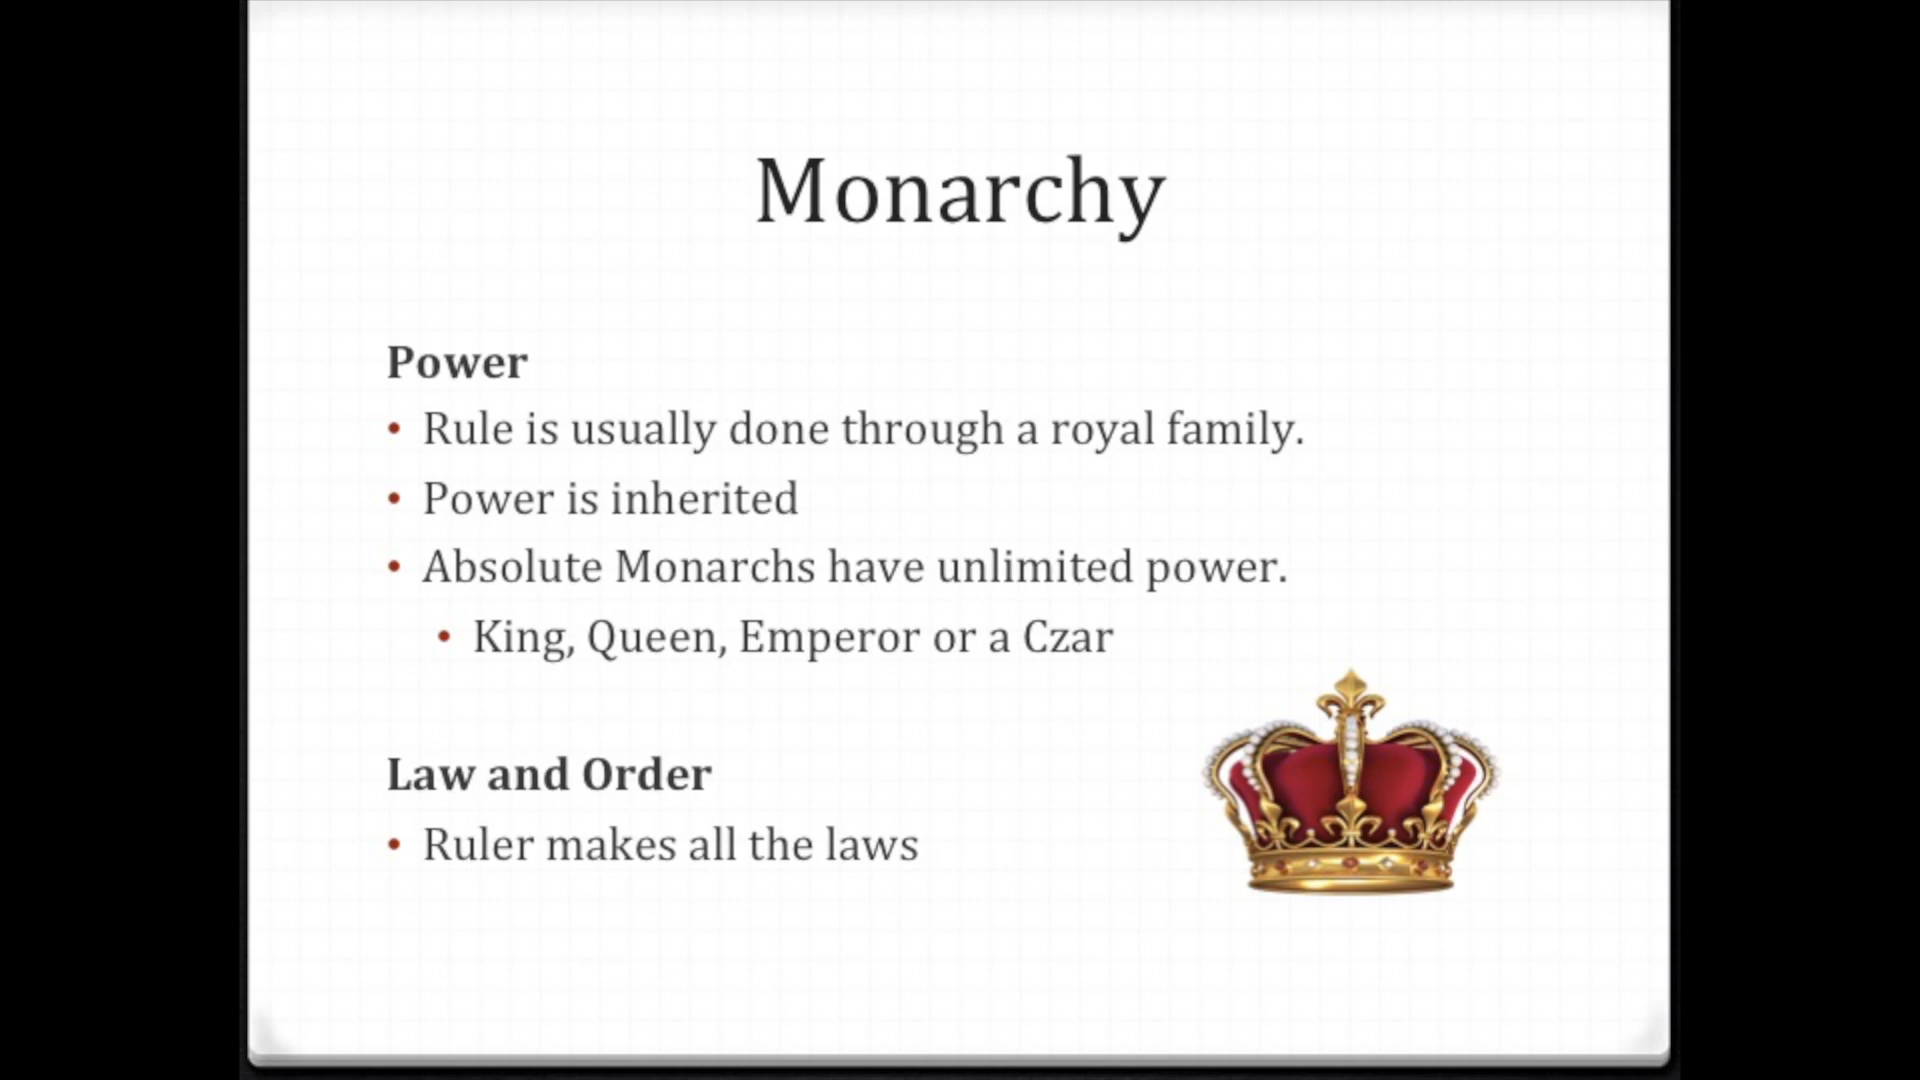 Monarchy
Power
• Rule is usually done through a royal family.
• Power is inherited
• Absolute Monarchs have unlimited power.
• King, Queen, Emperor or a Czar
Law and Order
• Ruler makes all the laws